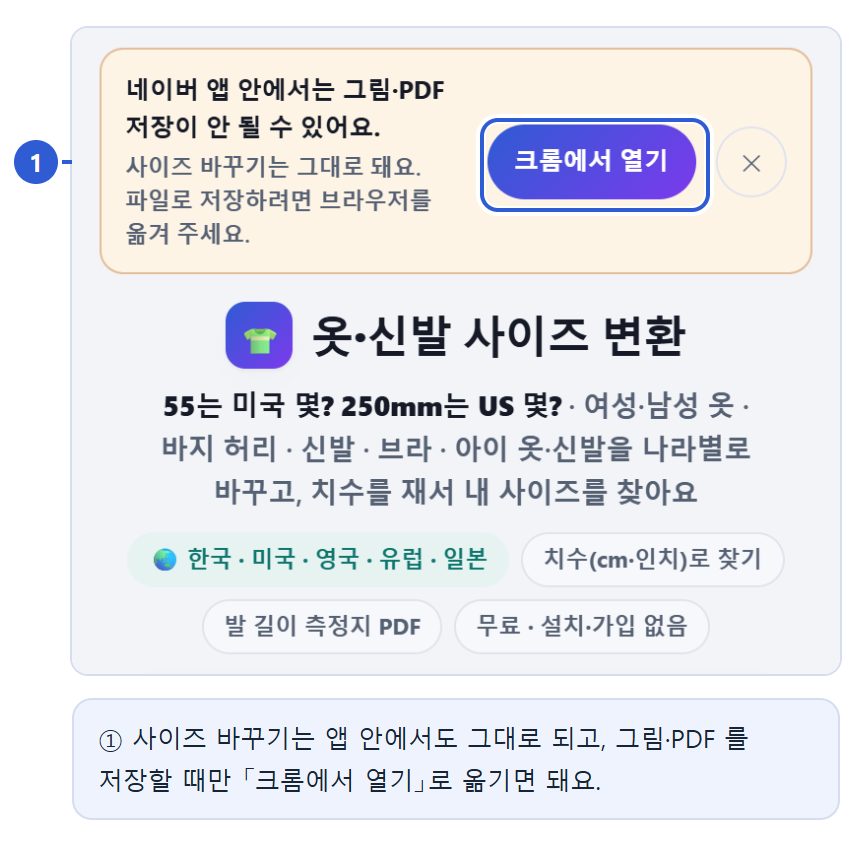 네이버 앱 안에서는 그림·PDF
저장이 안 될 수 있어요.
사이즈 바꾸기는 그대로 돼요.
파일로 저장하려면 브라우저를
옮겨 주세요.
크롬에서 열기
1
옷·신발 사이즈 변환
55는 미국 몇? 250mm는 US 몇? · 여성·남성 옷 ·
바지 허리 · 신발 · 브라 · 아이 옷·신발을 나라별로
바꾸고, 치수를 재서 내 사이즈를 찾아요
한국 · 미국 · 영국 · 유럽 · 일본
치수(cm·인치)로 찾기
발 길이 측정지 PDF
무료 · 설치·가입 없음
① 사이즈 바꾸기는 앱 안에서도 그대로 되고, 그림·PDF 를
저장할 때만 「크롬에서 열기」로 옮기면 돼요.